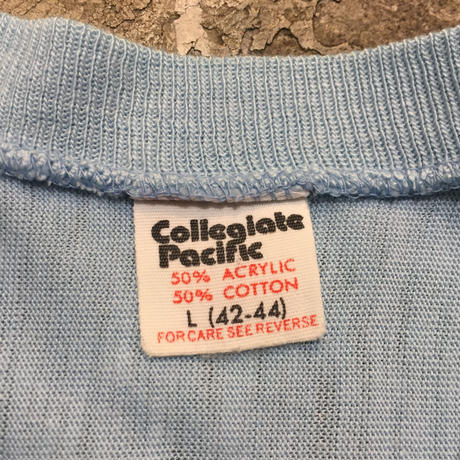 Collegiate
Pacific
50% ACRYLIC
50% COTTON
L (42-44)
FOR CARE SEE REVERSE